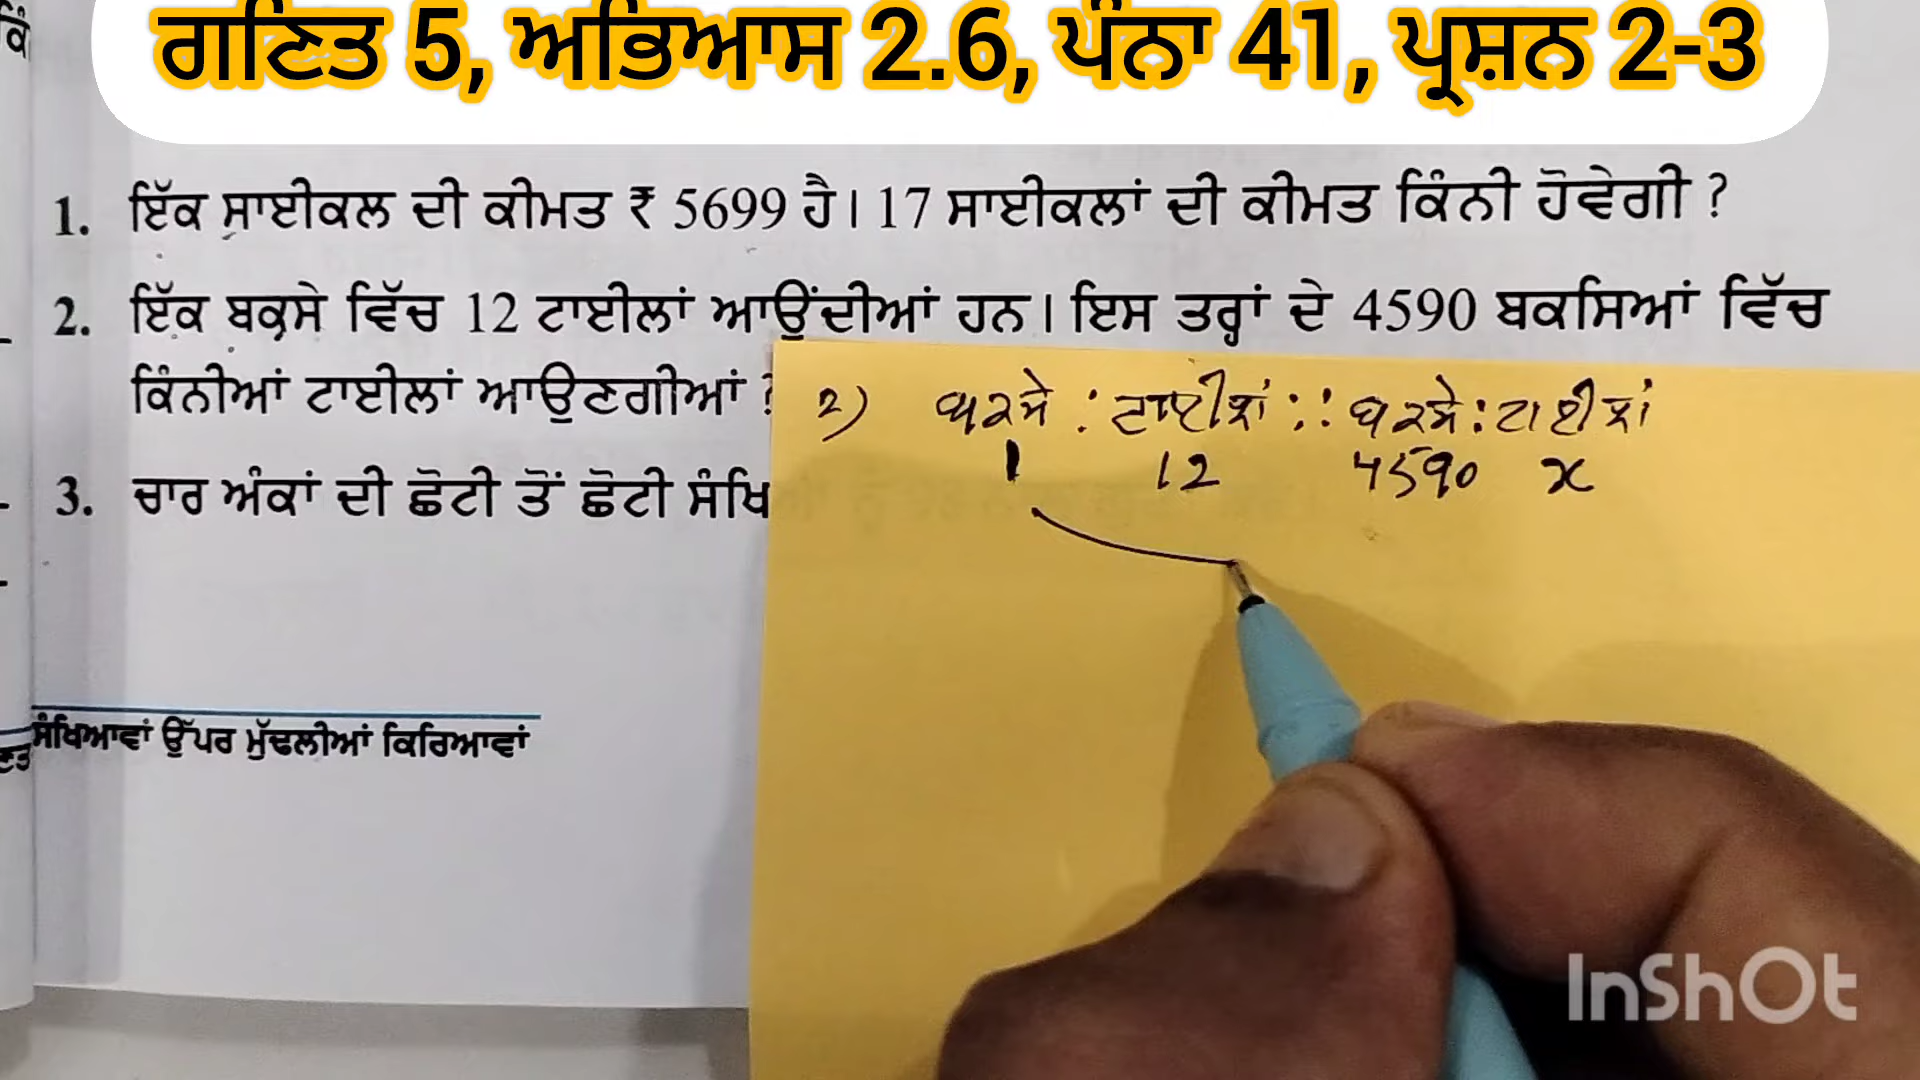 ਗਣਿਤ 5, ਅਭਿਆਸ 2.6, ਪੰਨਾ 41, ਪ੍ਰਸ਼ਨ 2-3
1. ਇੱਕ ਸਾਈਕਲ ਦੀ ਕੀਮਤ ₹ 5699 ਹੈ। 17 ਸਾਈਕਲਾਂ ਦੀ ਕੀਮਤ ਕਿੰਨੀ ਹੋਵੇਗੀ ?
2. ਇੱਕ ਬਕਸੇ ਵਿੱਚ 12 ਟਾਈਲਾਂ ਆਉਂਦੀਆਂ ਹਨ। ਇਸ ਤਰ੍ਹਾਂ ਦੇ 4590 ਬਕਸਿਆਂ ਵਿੱਚ
ਕਿੰਨੀਆਂ ਟਾਈਲਾਂ ਆਉਣਗੀਆਂ ?
3. ਚਾਰ ਅੰਕਾਂ ਦੀ ਛੋਟੀ ਤੋਂ ਛੋਟੀ ਸੰਖਿ
2) ਬਕਸੇ : ਟਾਈਲਾਂ :: ਬਕਸੇ : ਟਾਈਲਾਂ
1 12 4590 x
ਸੰਖਿਆਵਾਂ ਉੱਪਰ ਮੁੱਢਲੀਆਂ ਕਿਰਿਆਵਾਂ
InShOt